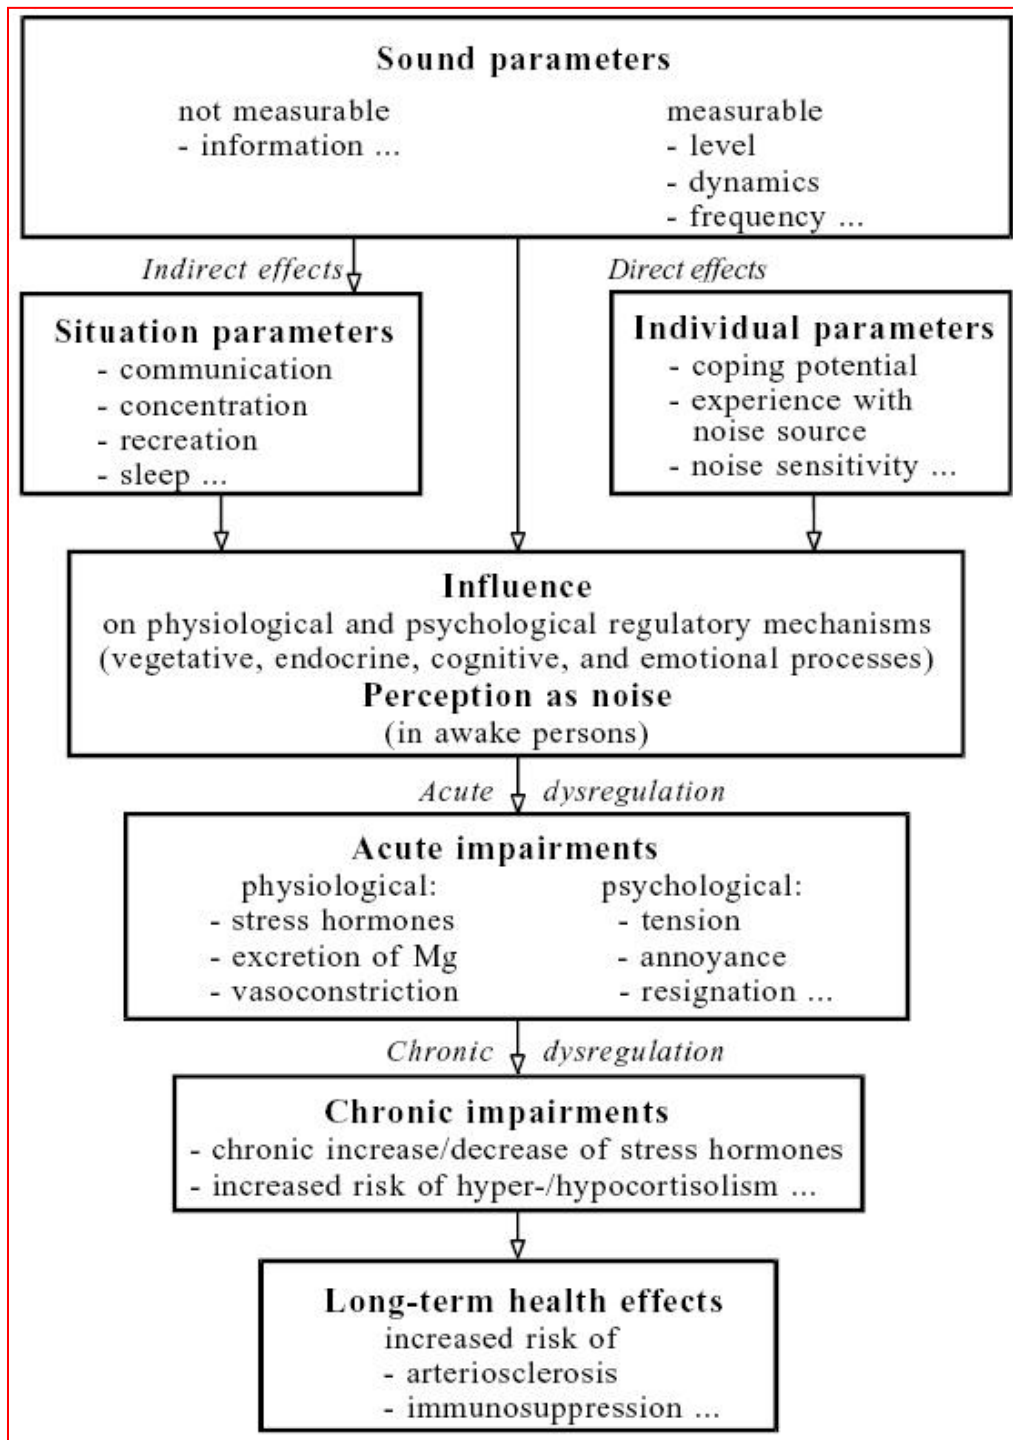 Sound parameters
not measurable
- information ...
measurable
- level
- dynamics
- frequency ...
Indirect effects
Direct effects
Situation parameters
- communication
- concentration
- recreation
- sleep ...
Individual parameters
- coping potential
- experience with
noise source
- noise sensitivity ...
Influence
on physiological and psychological regulatory mechanisms
(vegetative, endocrine, cognitive, and emotional processes)
Perception as noise
(in awake persons)
Acute dysregulation
Acute impairments
physiological:
- stress hormones
- excretion of Mg
- vasoconstriction
psychological:
- tension
- annoyance
- resignation ...
Chronic dysregulation
Chronic impairments
- chronic increase/decrease of stress hormones
- increased risk of hyper-/hypocortisolism ...
Long-term health effects
increased risk of
- arteriosclerosis
- immunosuppression ...